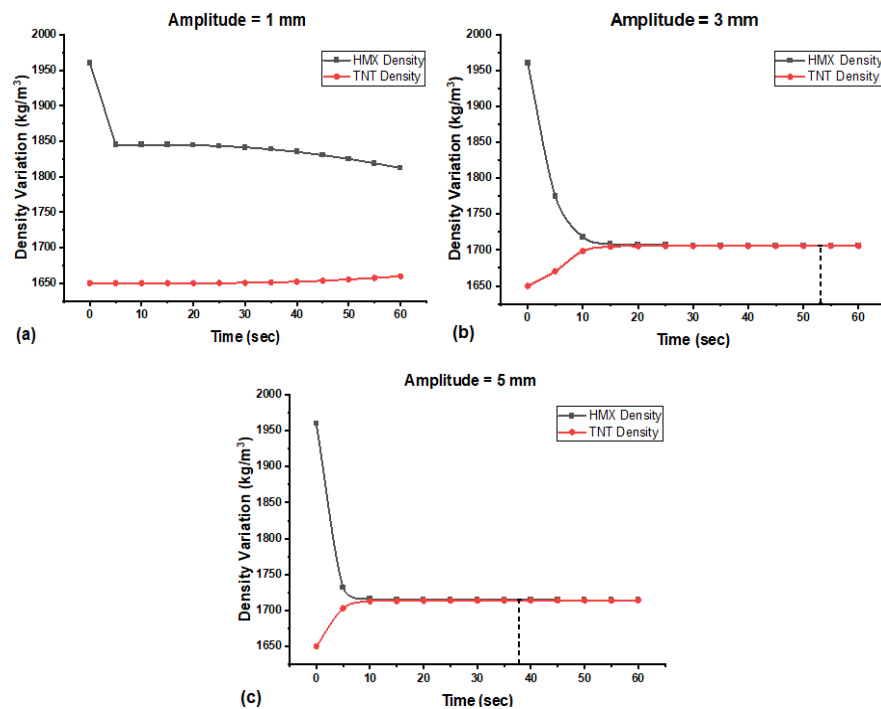 Amplitude = 1 mm
2000
1950
1900
1850
1800
1750
1700
1650
Density Variation (kg/m³)
HMX Density
TNT Density
0 10 20 30 40 50 60
Time (sec)
(a)
Amplitude = 3 mm
2000
1950
1900
1850
1800
1750
1700
1650
Density Variation (kg/m³)
HMX Density
TNT Density
0 10 20 30 40 50 60
Time (sec)
(b)
Amplitude = 5 mm
2000
1950
1900
1850
1800
1750
1700
1650
Density Variation (kg/m³)
HMX Density
TNT Density
0 10 20 30 40 50 60
Time (sec)
(c)